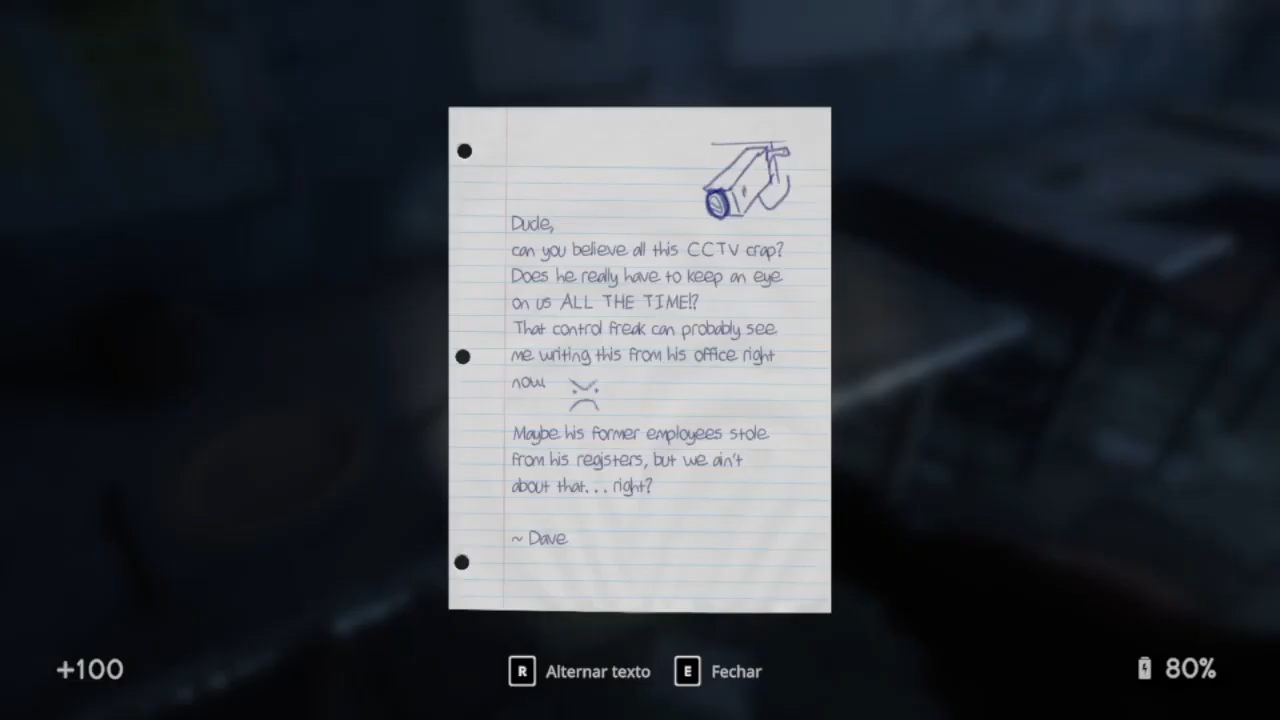 Dude,
can you believe all this CCTV crap?
Does he really have to keep an eye
on us ALL THE TIME!?
That control freak can probably see
me writing this from his office right
now.
Maybe his former employees stole
from his registers, but we ain't
about that... right?
~ Dave
+100
R Alternar texto E Fechar
80%